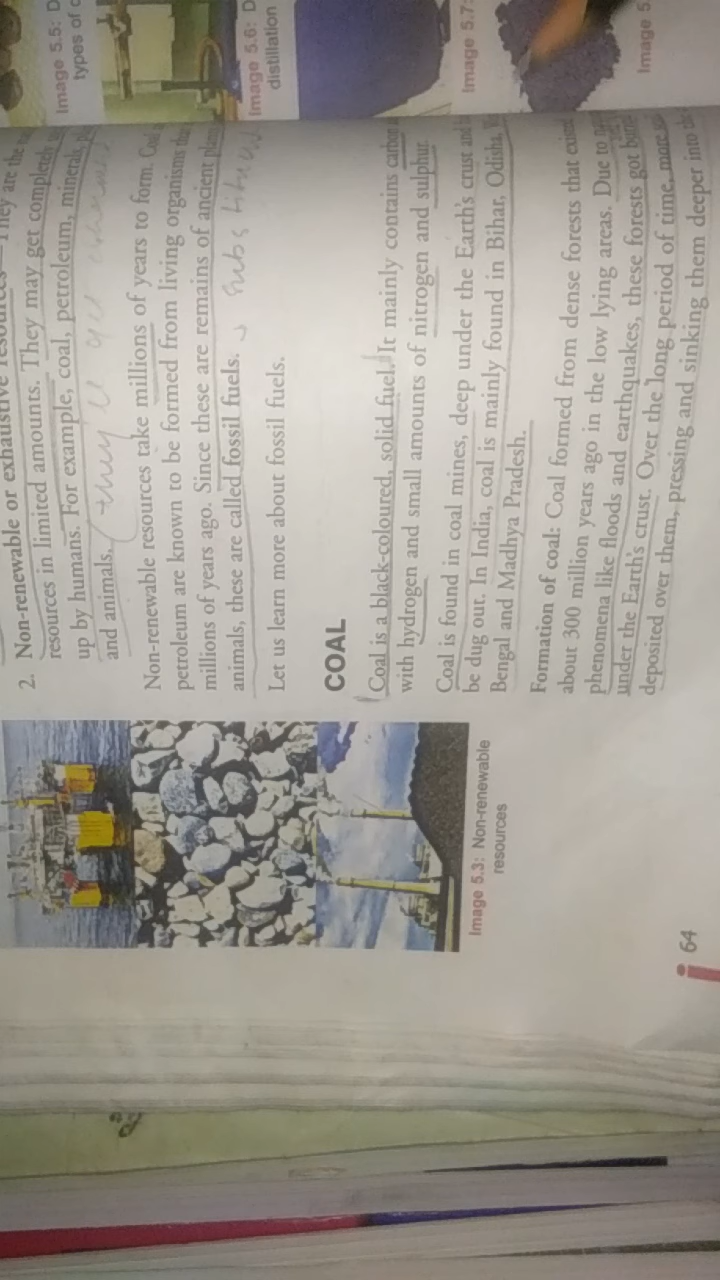 2. Non-renewable or exhaustive resources— They are the
resources in limited amounts. They may get completely
up by humans. For example, coal, petroleum, minerals,
and animals. (they
Non-renewable resources take millions of years to form. Coal
petroleum are known to be formed from living organisms
millions of years ago. Since these are remains of ancient
animals, these are called fossil fuels.
Let us learn more about fossil fuels.
COAL
Coal is a black-coloured, solid fuel. It mainly contains carbon
with hydrogen and small amounts of nitrogen and sulphur.
Coal is found in coal mines, deep under the Earth's crust and
be dug out. In India, coal is mainly found in Bihar, Odisha,
Bengal and Madhya Pradesh.
Formation of coal: Coal formed from dense forests that
about 300 million years ago in the low lying areas. Due to
phenomena like floods and earthquakes, these forests got
under the Earth's crust. Over the long period of time, more
deposited over them, pressing and sinking them deeper into
Image 5.3: Non-renewable
resources
64
Image 5.5: D
types of c
Image 5.6: D
distillation
Image 5.7:
Image 5.